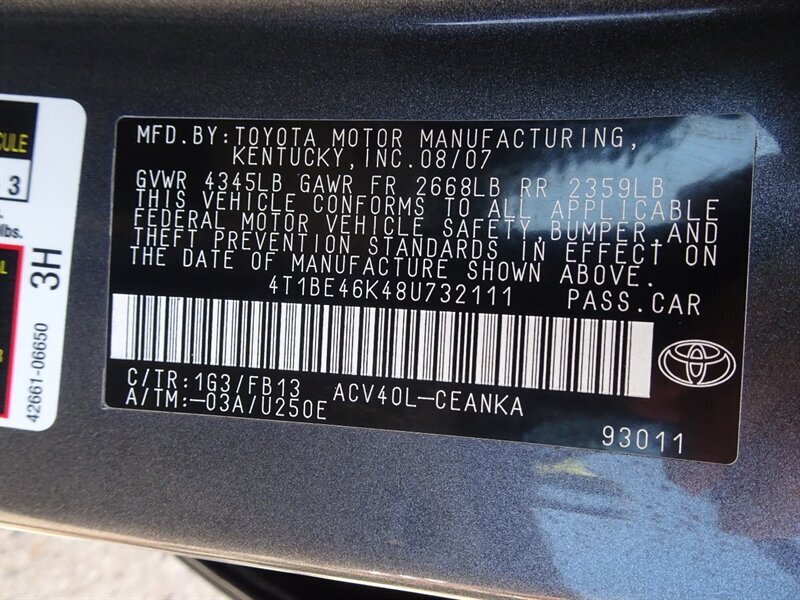 CULE
3
lbs.
3H
42661-06650
MFD.BY:TOYOTA MOTOR MANUFACTURING,
KENTUCKY,INC.08/07
GVWR 4345LB GAWR FR 2668LB RR 2359LB
THIS VEHICLE CONFORMS TO ALL APPLICABLE
FEDERAL MOTOR VEHICLE SAFETY,BUMPER,AND
THEFT PREVENTION STANDARDS IN EFFECT ON
THE DATE OF MANUFACTURE SHOWN ABOVE.
4T1BE46K48U732111 PASS.CAR
C/TR:1G3/FB13 ACV40L-CEANKA
A/TM:-03A/U250E
93011